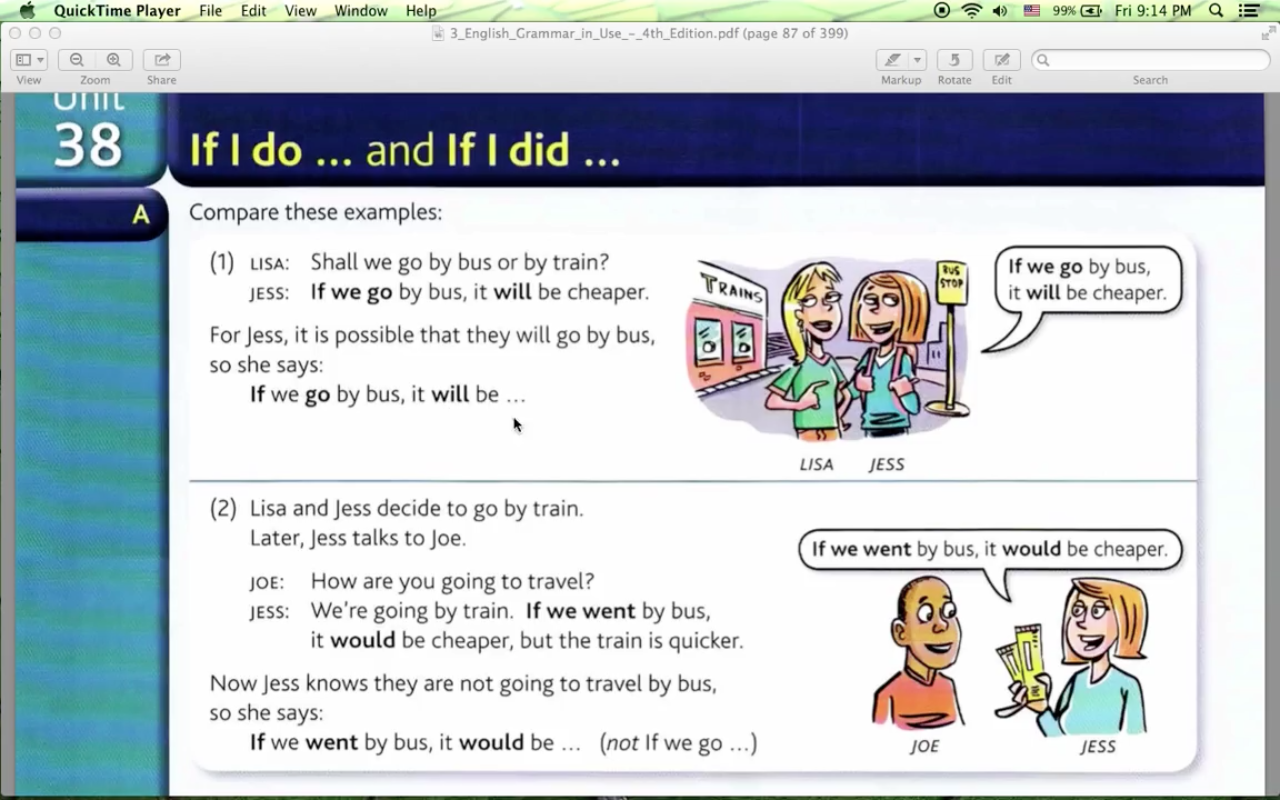 QuickTime Player File Edit View Window Help 99% Fri 9:14 PM
3_English_Grammar_in_Use_-_4th_Edition.pdf (page 87 of 399)
View Zoom Share Markup Rotate Edit Search
Unit
38
If I do ... and If I did ...
A
Compare these examples:
(1) LISA: Shall we go by bus or by train?
JESS: If we go by bus, it will be cheaper.
For Jess, it is possible that they will go by bus,
so she says:
If we go by bus, it will be ...
TRAINS
BUS
STOP
If we go by bus,
it will be cheaper.
LISA JESS
(2) Lisa and Jess decide to go by train.
Later, Jess talks to Joe.
JOE: How are you going to travel?
JESS: We're going by train. If we went by bus,
it would be cheaper, but the train is quicker.
Now Jess knows they are not going to travel by bus,
so she says:
If we went by bus, it would be ... (not If we go ...)
If we went by bus, it would be cheaper.
JOE JESS